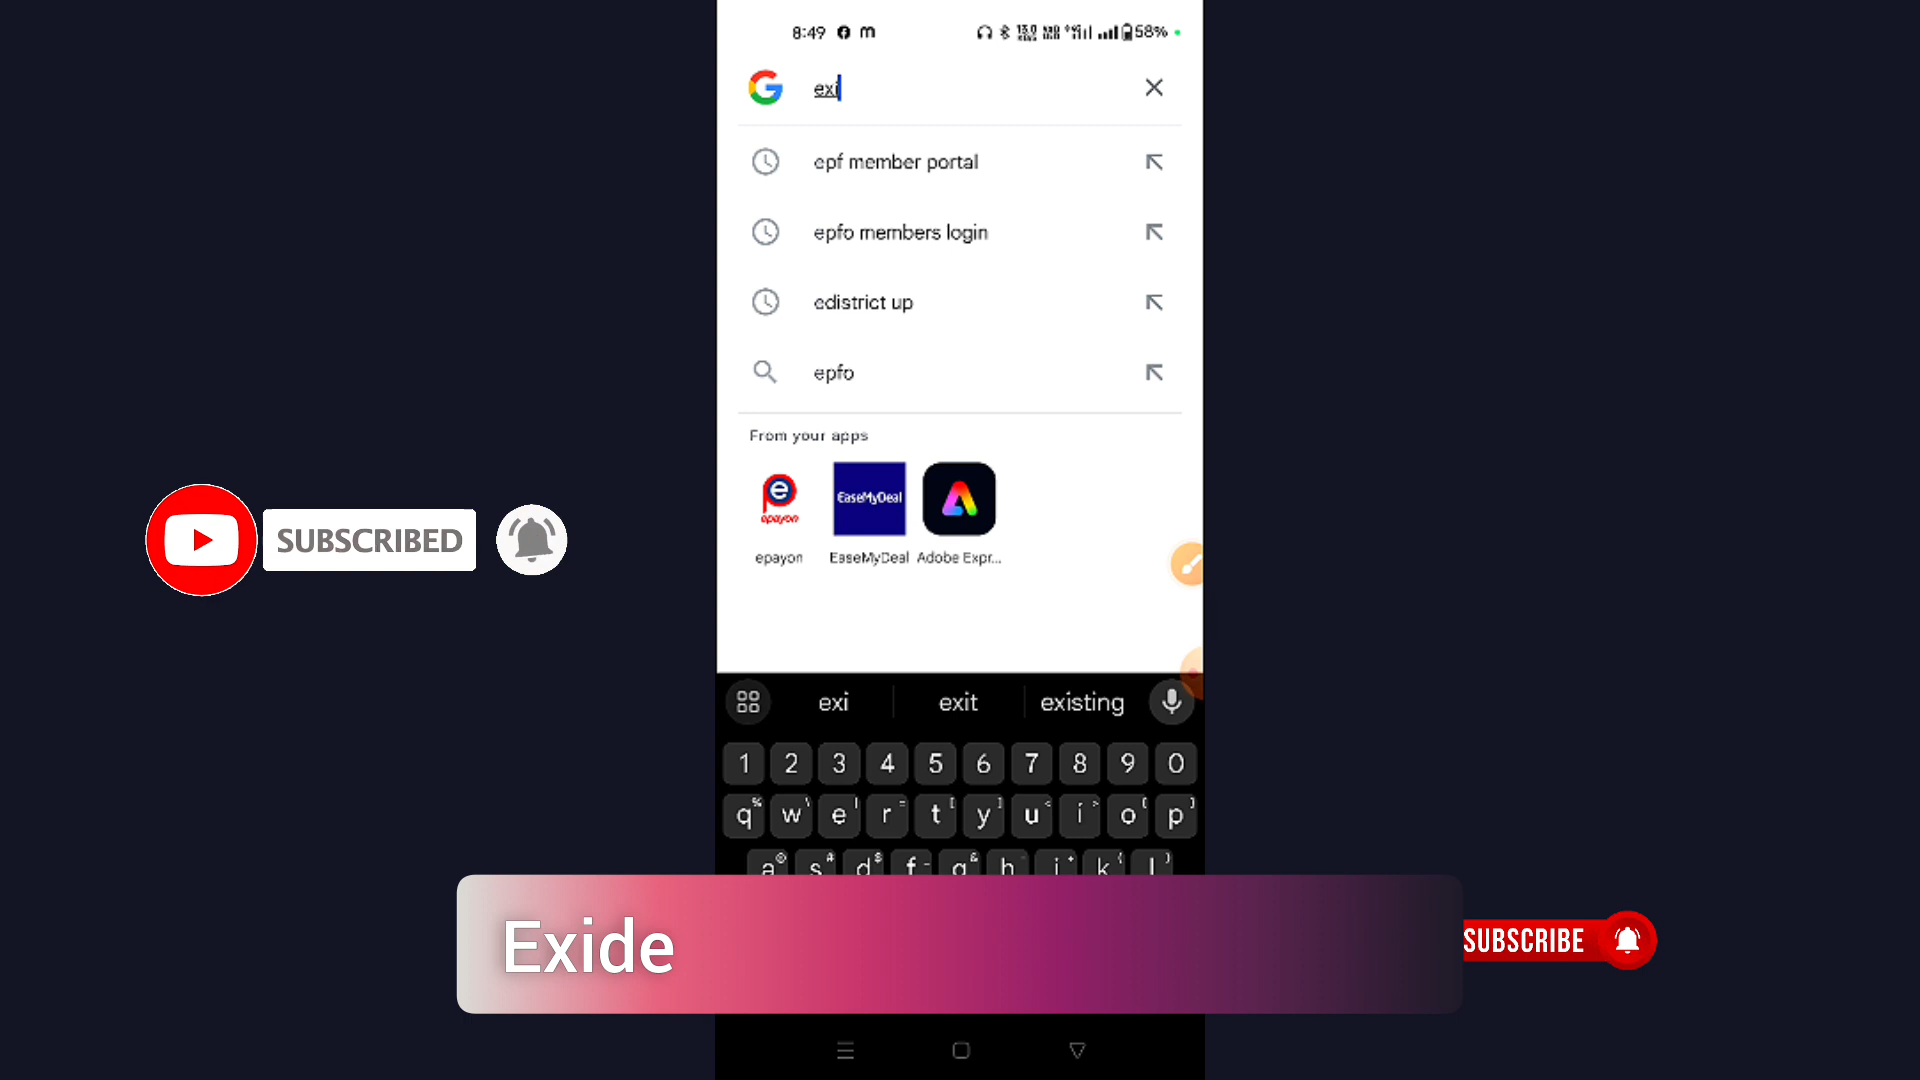 8:49 m 58%
exi
epf member portal
epfo members login
edistrict up
epfo
From your apps
e
epayon
EaseMyDeal
epayon EaseMyDeal Adobe Expr...
SUBSCRIBED
exi exit existing
1 2 3 4 5 6 7 8 9 0
q w e r t y u i o p
a s d f g h j k l
Exide
SUBSCRIBE